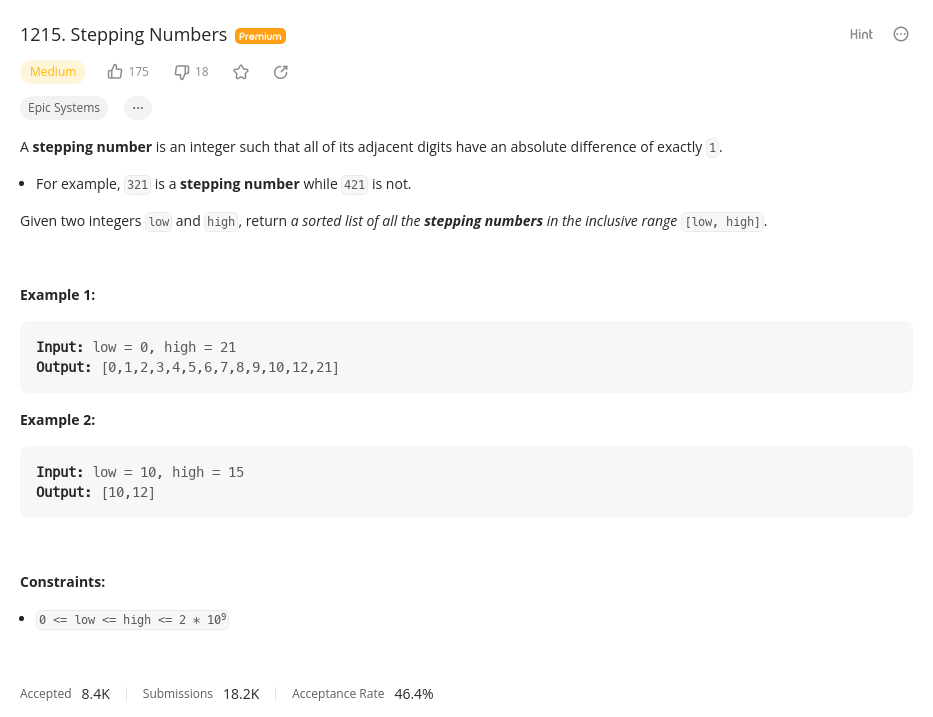 1215. Stepping Numbers Premium Hint
Medium 175 18
Epic Systems ...
A stepping number is an integer such that all of its adjacent digits have an absolute difference of exactly 1.
• For example, 321 is a stepping number while 421 is not.
Given two integers low and high, return a sorted list of all the stepping numbers in the inclusive range [low, high].
Example 1:
Input: low = 0, high = 21
Output: [0,1,2,3,4,5,6,7,8,9,10,12,21]
Example 2:
Input: low = 10, high = 15
Output: [10,12]
Constraints:
• 0 <= low <= high <= 2 * 10⁹
Accepted 8.4K Submissions 18.2K Acceptance Rate 46.4%